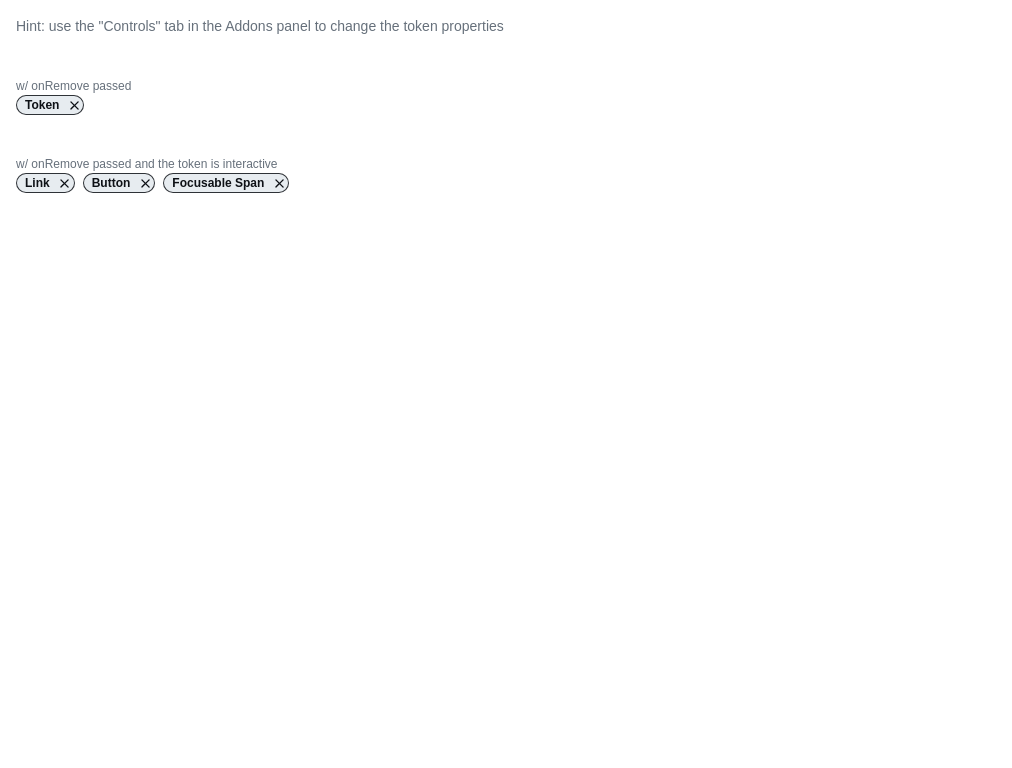 Hint: use the "Controls" tab in the Addons panel to change the token properties
w/ onRemove passed
Token
w/ onRemove passed and the token is interactive
Link Button Focusable Span